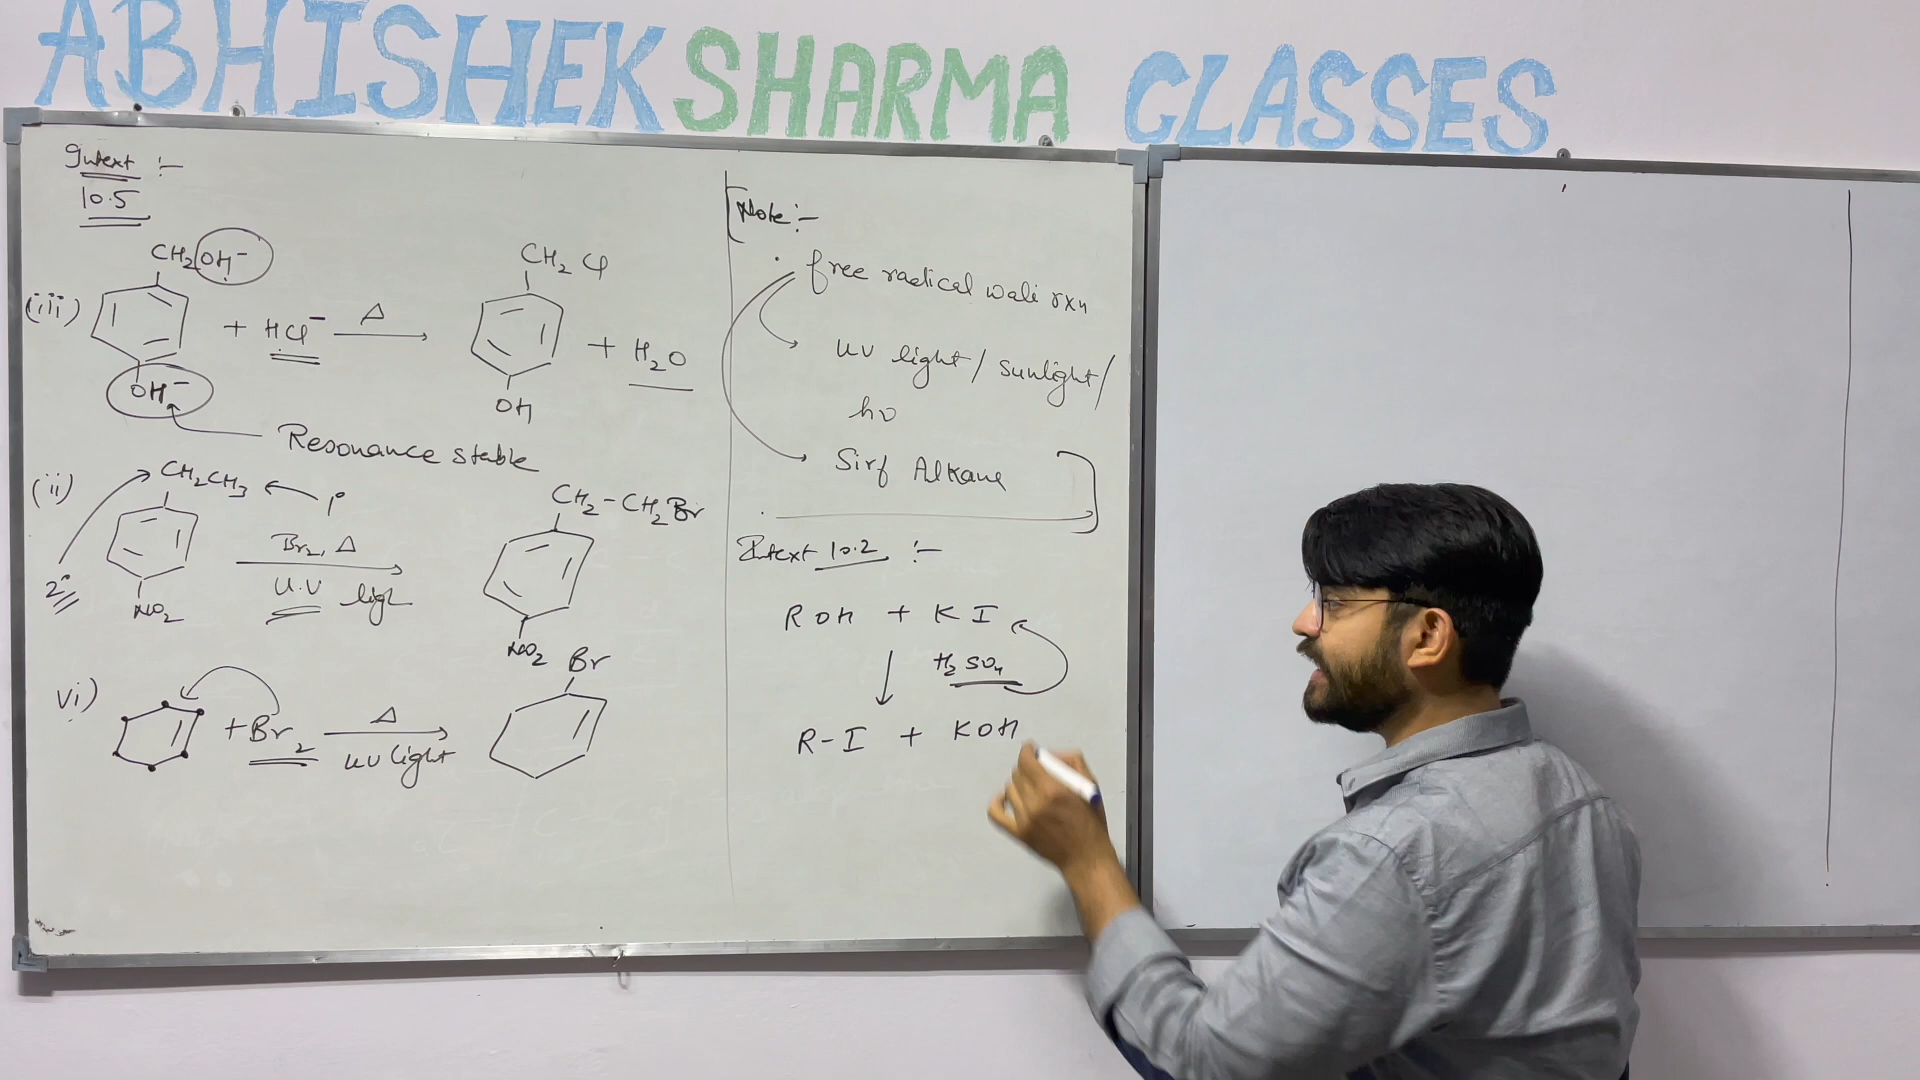 ABHISHEK SHARMA CLASSES
Intext :-
10.5
(iii)
CH2OH-
OH-
+ HCl- Δ
CH2 Cl
OH
+ H2O
Resonance stable
(ii)
CH2CH3
1°
2°
NO2
Br2, Δ
U.V
CH2-CH2Br
NO2
vi)
+Br2
Δ
uv light
Br
Note:-
· free radical wali rxn
uv light / sunlight /
hν
Sirf Alkane
Intext 10.2 :-
ROH + KI
H2SO4
R-I + KOH